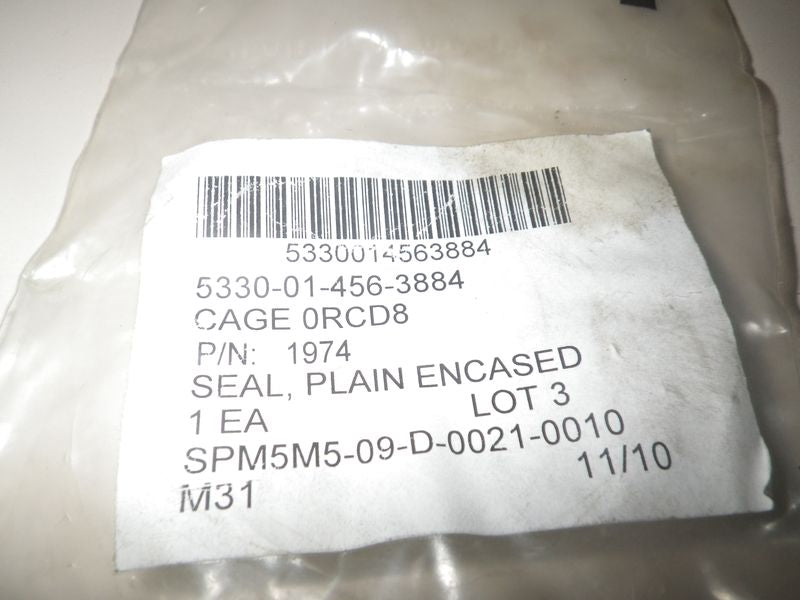 5330014563884
5330-01-456-3884
CAGE 0RCD8
P/N: 1974
SEAL, PLAIN ENCASED
1 EA LOT 3
SPM5M5-09-D-0021-0010
M31 11/10